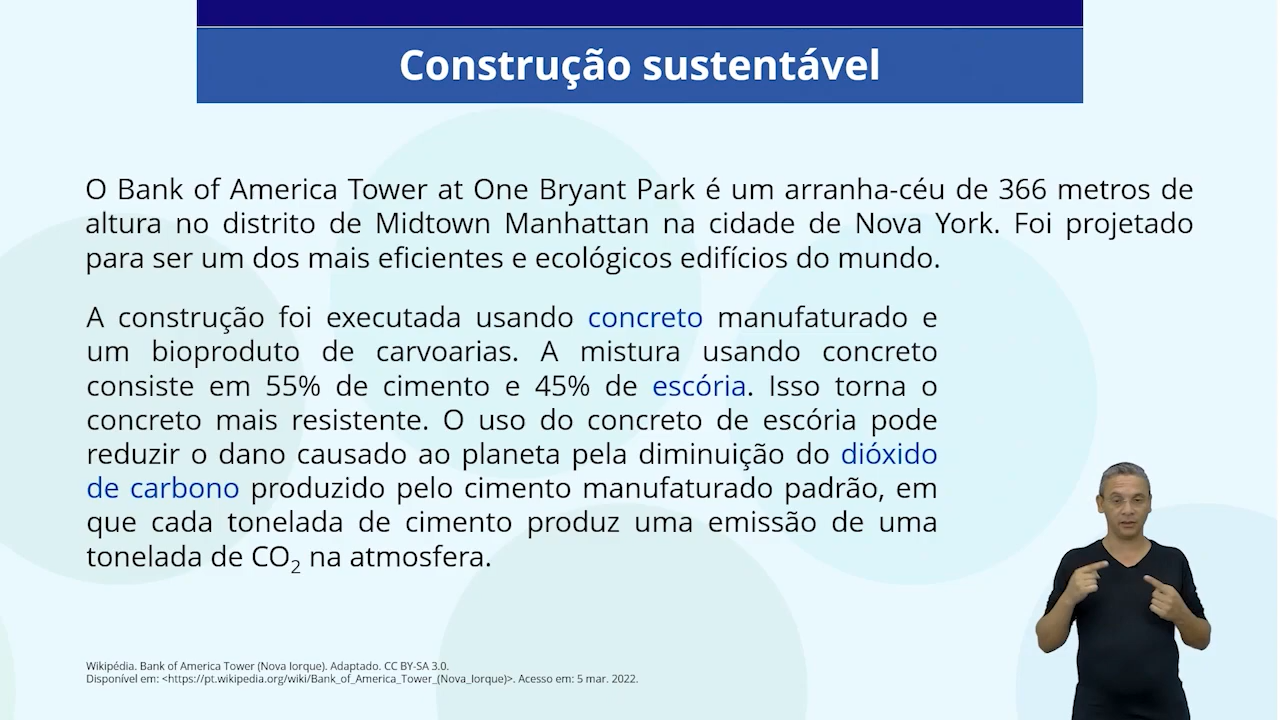 Construção sustentável
O Bank of America Tower at One Bryant Park é um arranha-céu de 366 metros de
altura no distrito de Midtown Manhattan na cidade de Nova York. Foi projetado
para ser um dos mais eficientes e ecológicos edifícios do mundo.
A construção foi executada usando concreto manufaturado e
um bioproduto de carvoarias. A mistura usando concreto
consiste em 55% de cimento e 45% de escória. Isso torna o
concreto mais resistente. O uso do concreto de escória pode
reduzir o dano causado ao planeta pela diminuição do dióxido
de carbono produzido pelo cimento manufaturado padrão, em
que cada tonelada de cimento produz uma emissão de uma
tonelada de CO₂ na atmosfera.
Wikipédia. Bank of America Tower (Nova Iorque). Adaptado. CC BY-SA 3.0.
Disponível em: <https://pt.wikipedia.org/wiki/Bank_of_America_Tower_(Nova_Iorque)>. Acesso em: 5 mar. 2022.